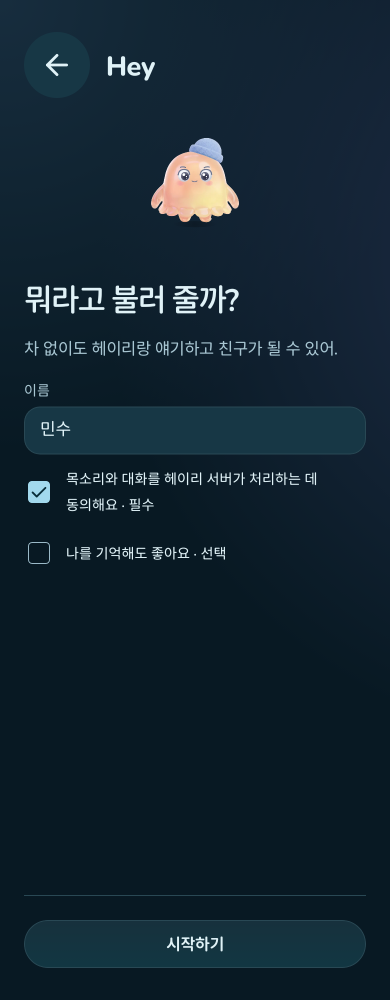 Hey
뭐라고 불러 줄까?
차 없이도 헤이리랑 얘기하고 친구가 될 수 있어.
이름
민수
목소리와 대화를 헤이리 서버가 처리하는 데
동의해요 · 필수
나를 기억해도 좋아요 · 선택
시작하기